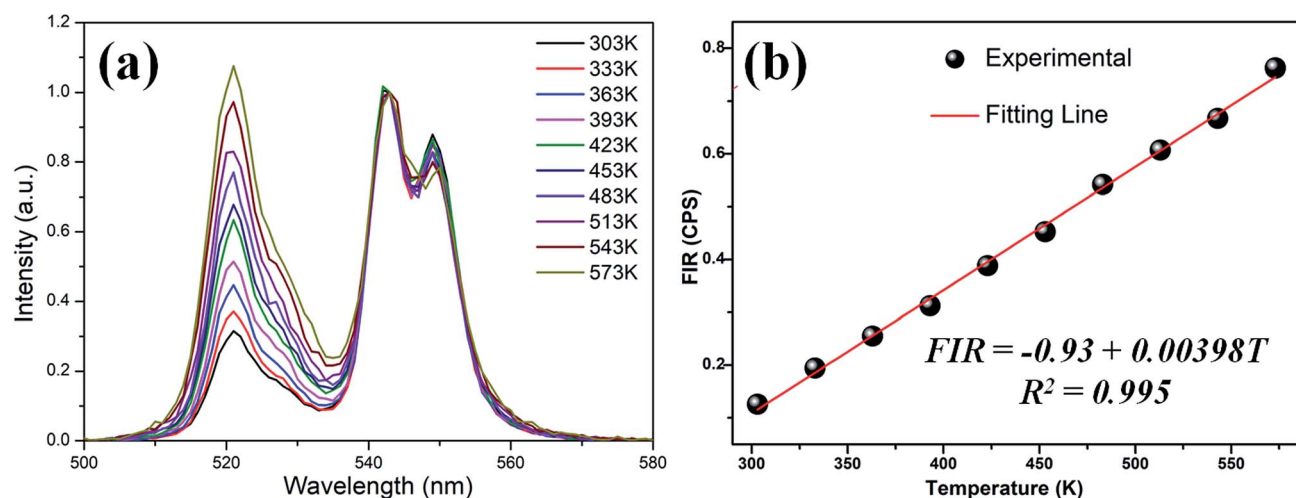 (a)
1.2
1.0
0.8
0.6
0.4
0.2
0.0
Intensity (a.u.)
500
520
540
560
580
Wavelength (nm)
303K
333K
363K
393K
423K
453K
483K
513K
543K
573K
(b)
Experimental
Fitting Line
0.8
0.6
0.4
0.2
FIR (CPS)
FIR = -0.93 + 0.00398T
R² = 0.995
300
350
400
450
500
550
Temperature (K)